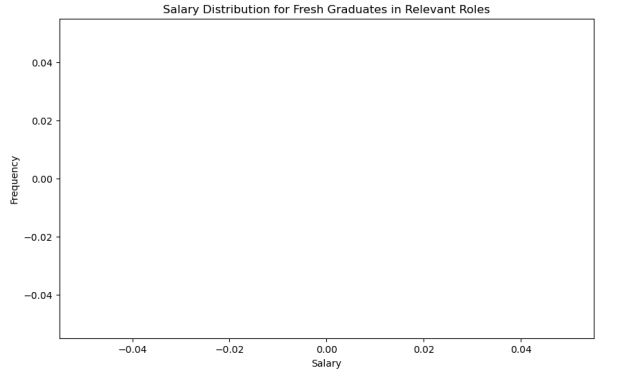 Salary Distribution for Fresh Graduates in Relevant Roles
0.04
0.02
0.00
−0.02
−0.04
Frequency
−0.04 −0.02 0.00 0.02 0.04
Salary